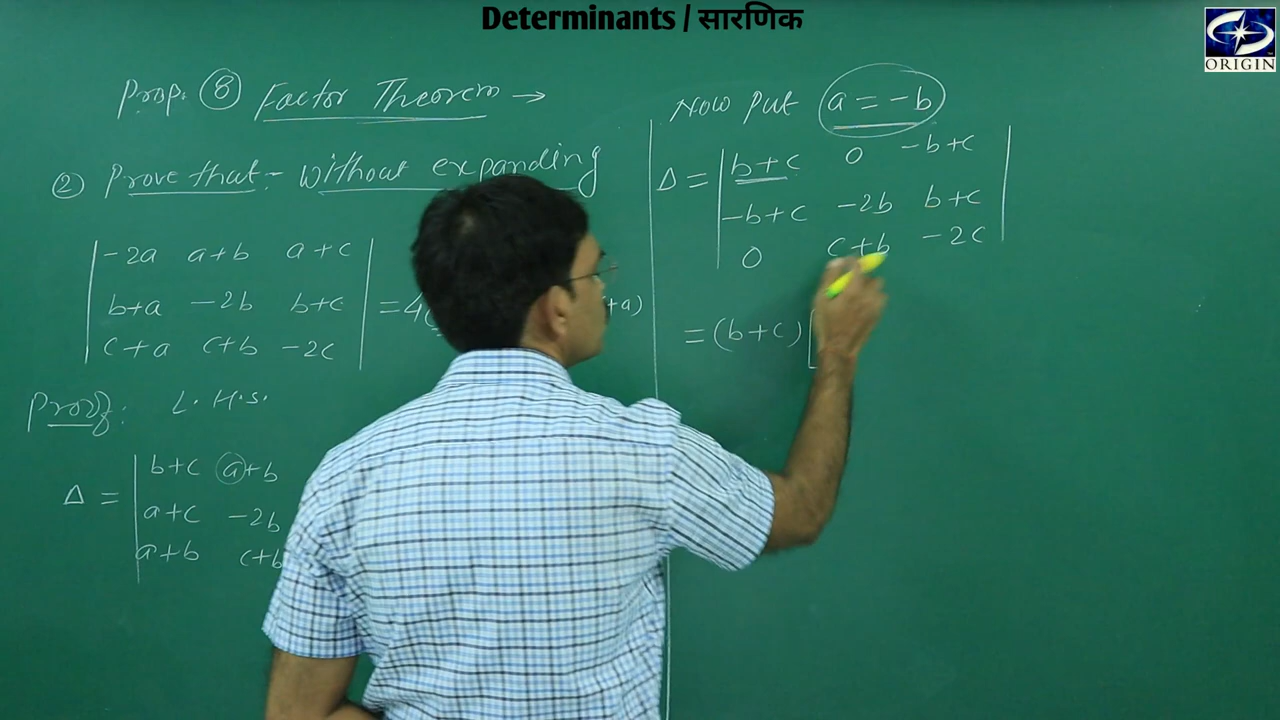 Determinants / सारणिक
ORIGIN
Prop. ⑧ Factor Theorem →
② Prove that:- without expanding
| -2a a+b a+c |
| b+a -2b b+c | = 4( +a)
| c+a c+b -2c |
Proof: L.H.S.
| b+c a+b
Δ = | a+c -2b
| a+b c+b
Now Put a = -b
Δ = | b+c 0 -b+c |
| -b+c -2b b+c |
| 0 c+b -2c |
= (b+c) [